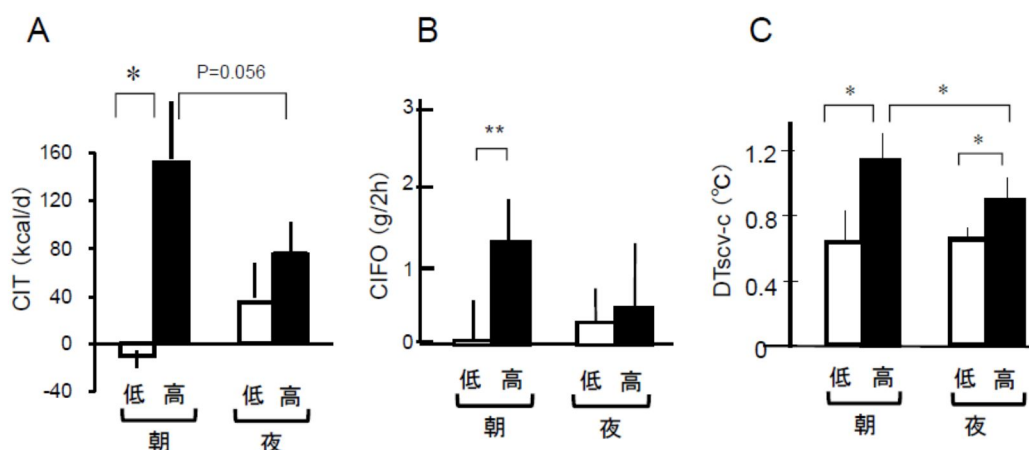 A
*
P=0.056
CIT (kcal/d)
160
120
80
40
0
-40
低 高 低 高
朝 夜
B
**
CIFO (g/2h)
3
2
1
0
低 高 低 高
朝 夜
C
* *
*
DTscv-c (℃)
1.2
0.8
0.4
0
低 高 低 高
朝 夜